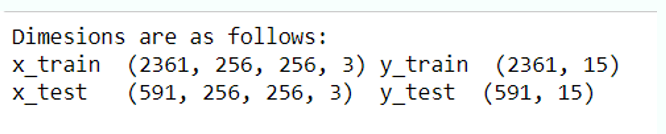 Dimesions are as follows:
x_train (2361, 256, 256, 3) y_train (2361, 15)
x_test (591, 256, 256, 3) y_test (591, 15)